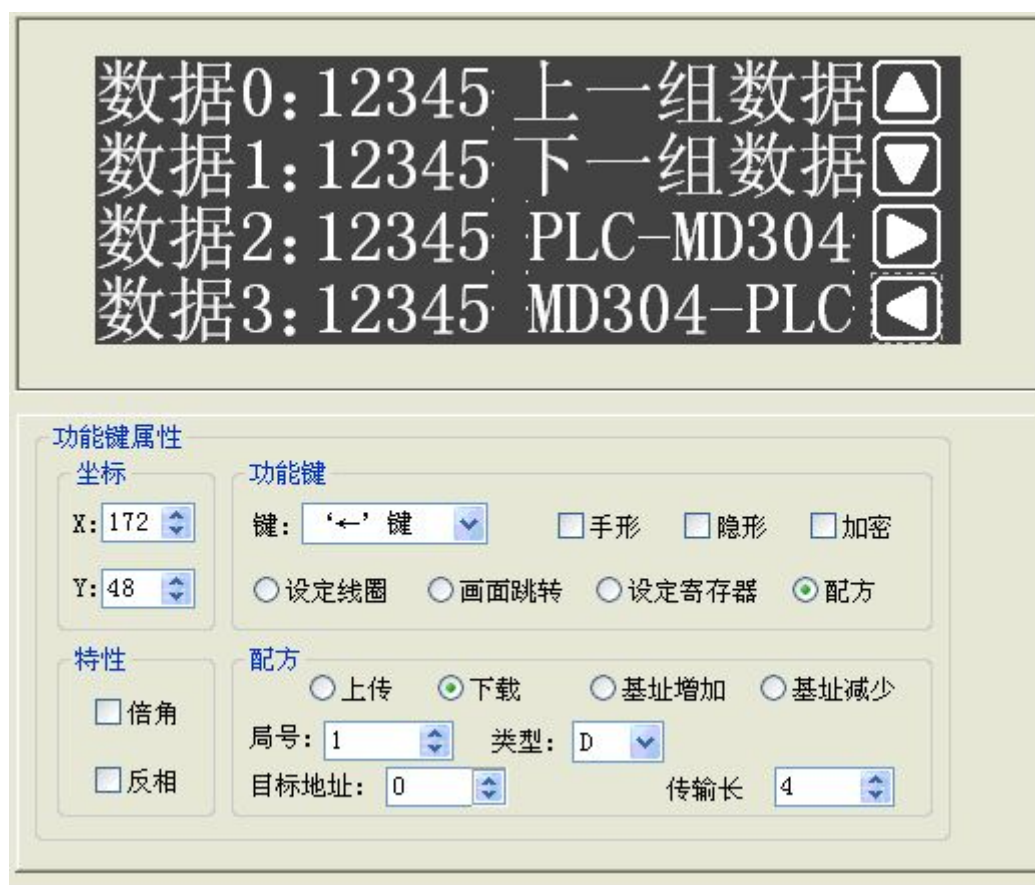 数据0:12345 上一组数据
数据1:12345 下一组数据
数据2:12345 PLC-MD304
数据3:12345 MD304-PLC
功能键属性
坐标
功能键
X: 172
键: ‘←’键
手形 隐形 加密
Y: 48
设定线圈 画面跳转 设定寄存器 配方
特性
配方
上传 下载 基址增加 基址减少
倍角
局号: 1 类型: D
反相
目标地址: 0 传输长 4